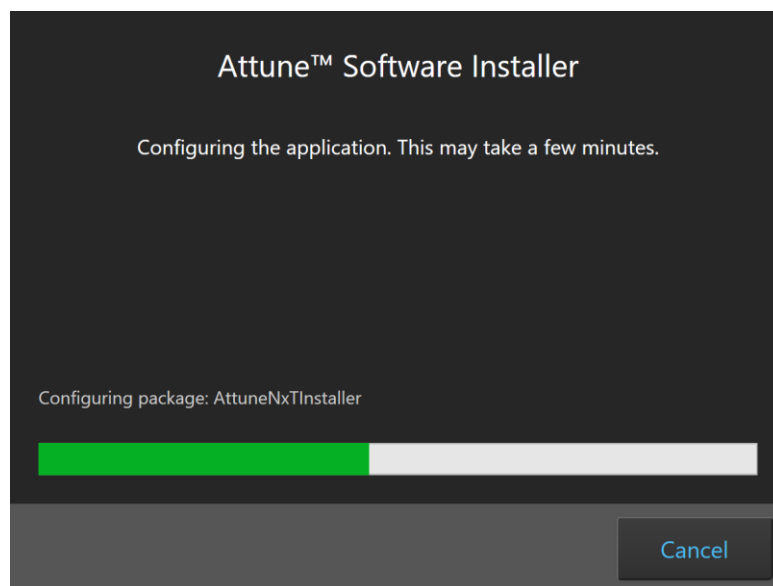 Attune™ Software Installer
Configuring the application. This may take a few minutes.
Configuring package: AttuneNxTInstaller
Cancel